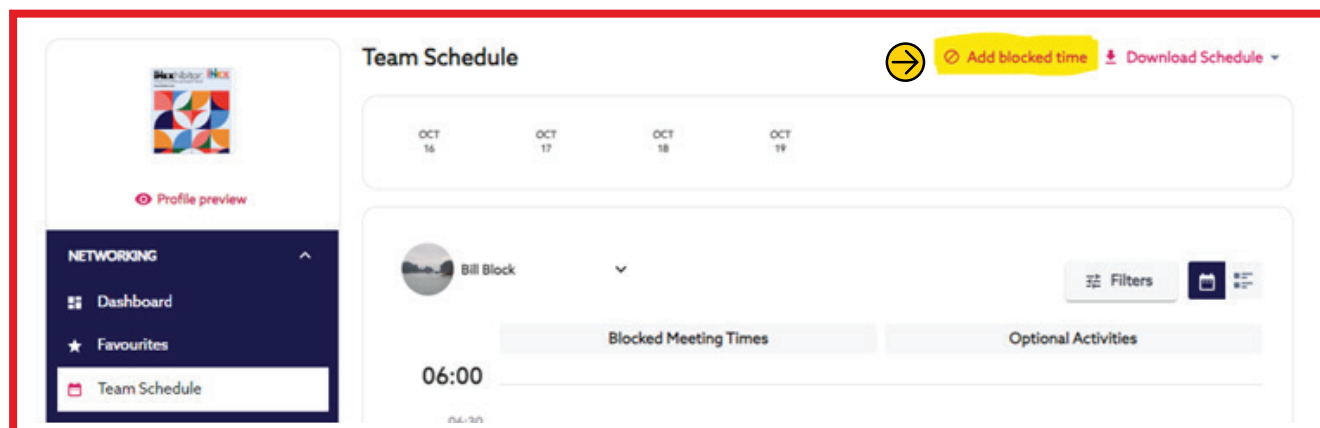 Team Schedule
Add blocked time
Download Schedule
OCT
16
OCT
17
OCT
18
OCT
19
Profile preview
NETWORKING
Dashboard
Favourites
Team Schedule
Bill Block
Filters
Blocked Meeting Times
Optional Activities
06:00
06:30